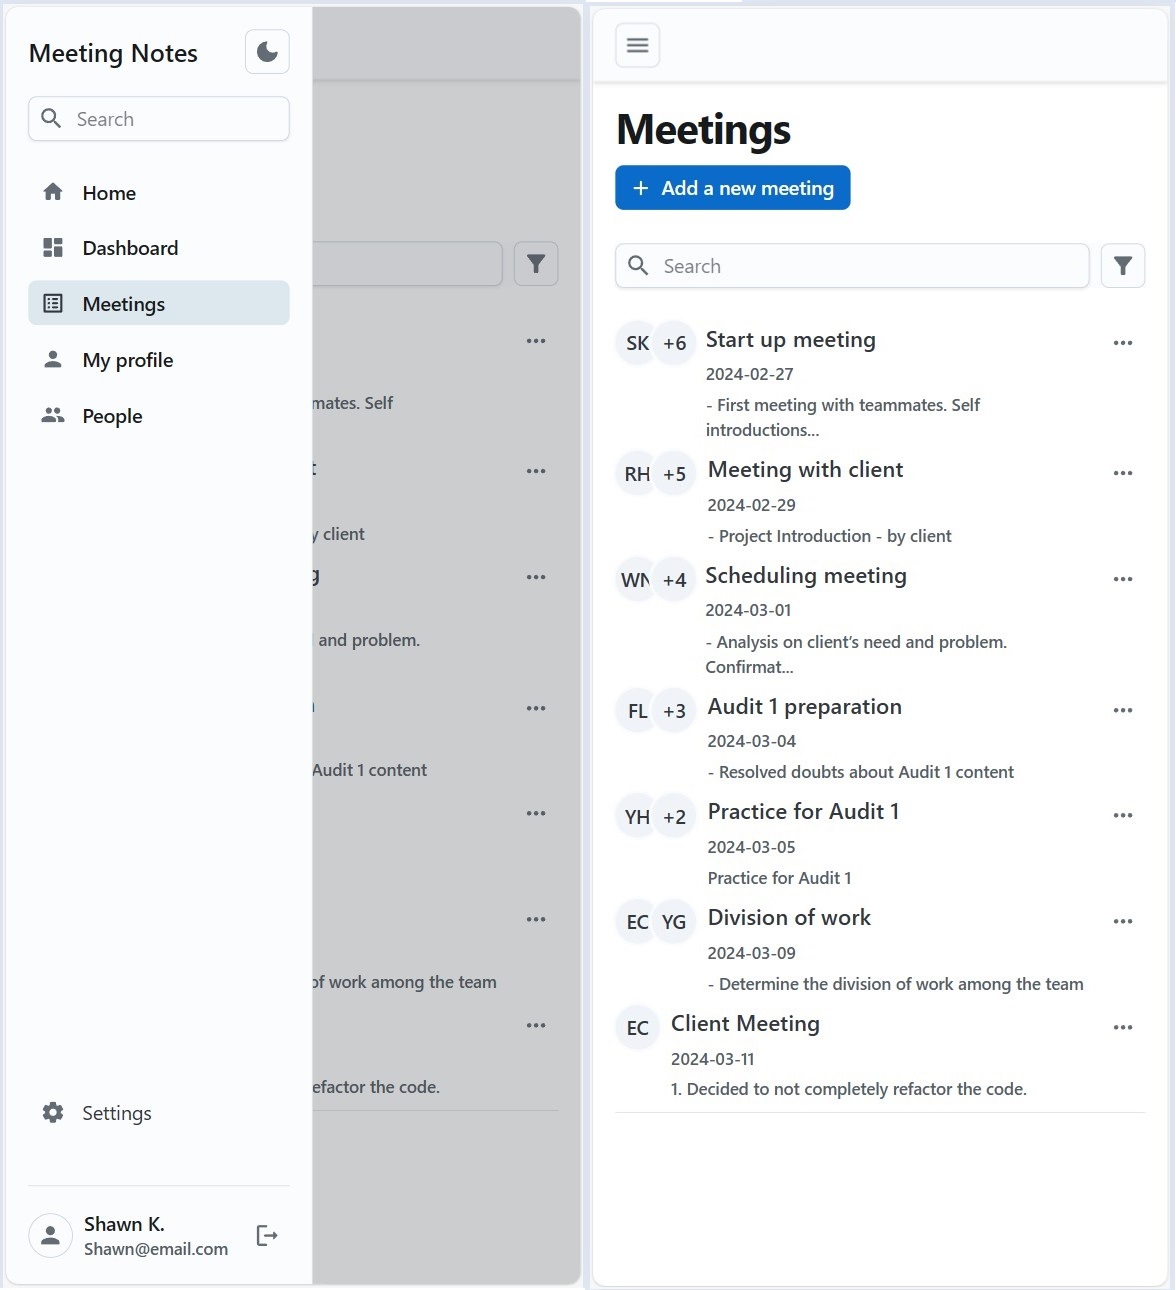 Meeting Notes
Search
Home
Dashboard
Meetings
My profile
People
Settings
Shawn K.
Shawn@email.com
mates. Self
t
y client
g
and problem.
Audit 1 content
of work among the team
efactor the code.
Meetings
+ Add a new meeting
Search
SK +6 Start up meeting
2024-02-27
- First meeting with teammates. Self
introductions...
RH +5 Meeting with client
2024-02-29
- Project Introduction - by client
WN +4 Scheduling meeting
2024-03-01
- Analysis on client’s need and problem.
Confirmat...
FL +3 Audit 1 preparation
2024-03-04
- Resolved doubts about Audit 1 content
YH +2 Practice for Audit 1
2024-03-05
Practice for Audit 1
EC YG Division of work
2024-03-09
- Determine the division of work among the team
EC Client Meeting
2024-03-11
1. Decided to not completely refactor the code.